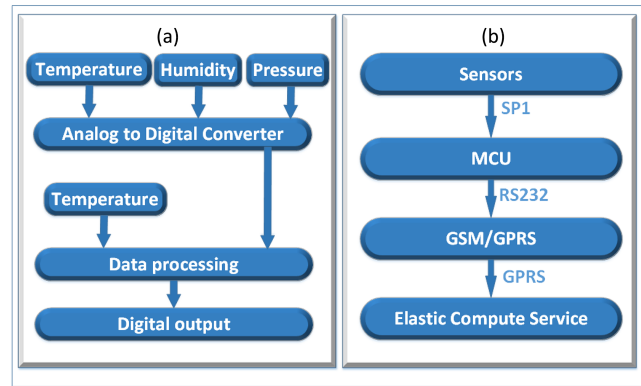 (a)
Temperature Humidity Pressure
Analog to Digital Converter
Temperature
Data processing
Digital output
(b)
Sensors
SP1
MCU
RS232
GSM/GPRS
GPRS
Elastic Compute Service